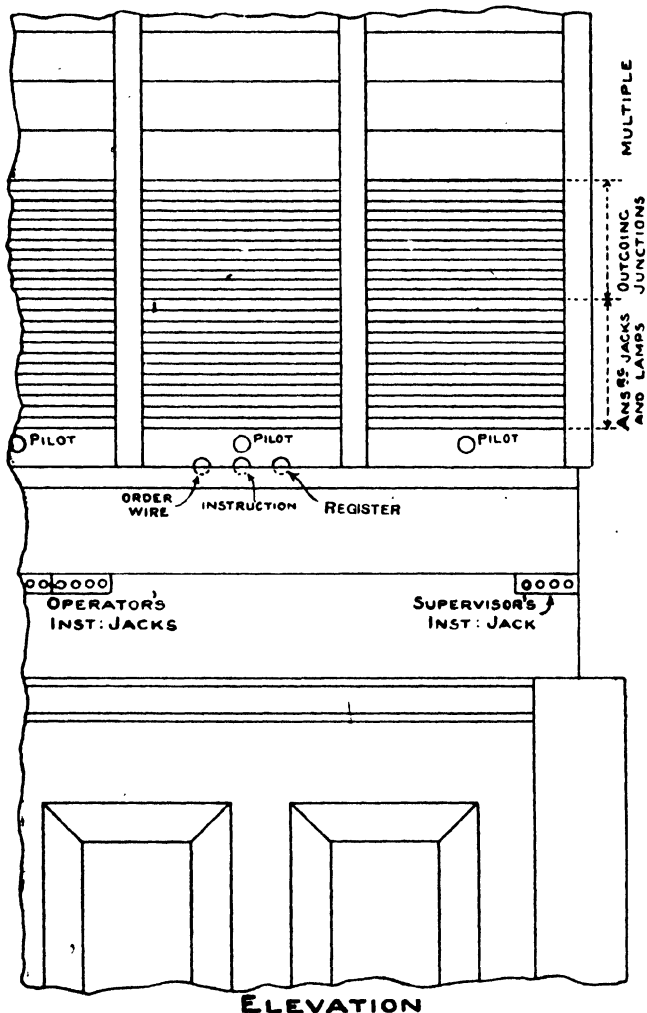 MULTIPLE
OUTGOING
JUNCTIONS
ANSRS JACKS
AND LAMPS
PILOT
PILOT
PILOT
ORDER
WIRE
INSTRUCTION
REGISTER
OPERATOR'S
INST: JACKS
SUPERVISOR'S
INST: JACK
ELEVATION